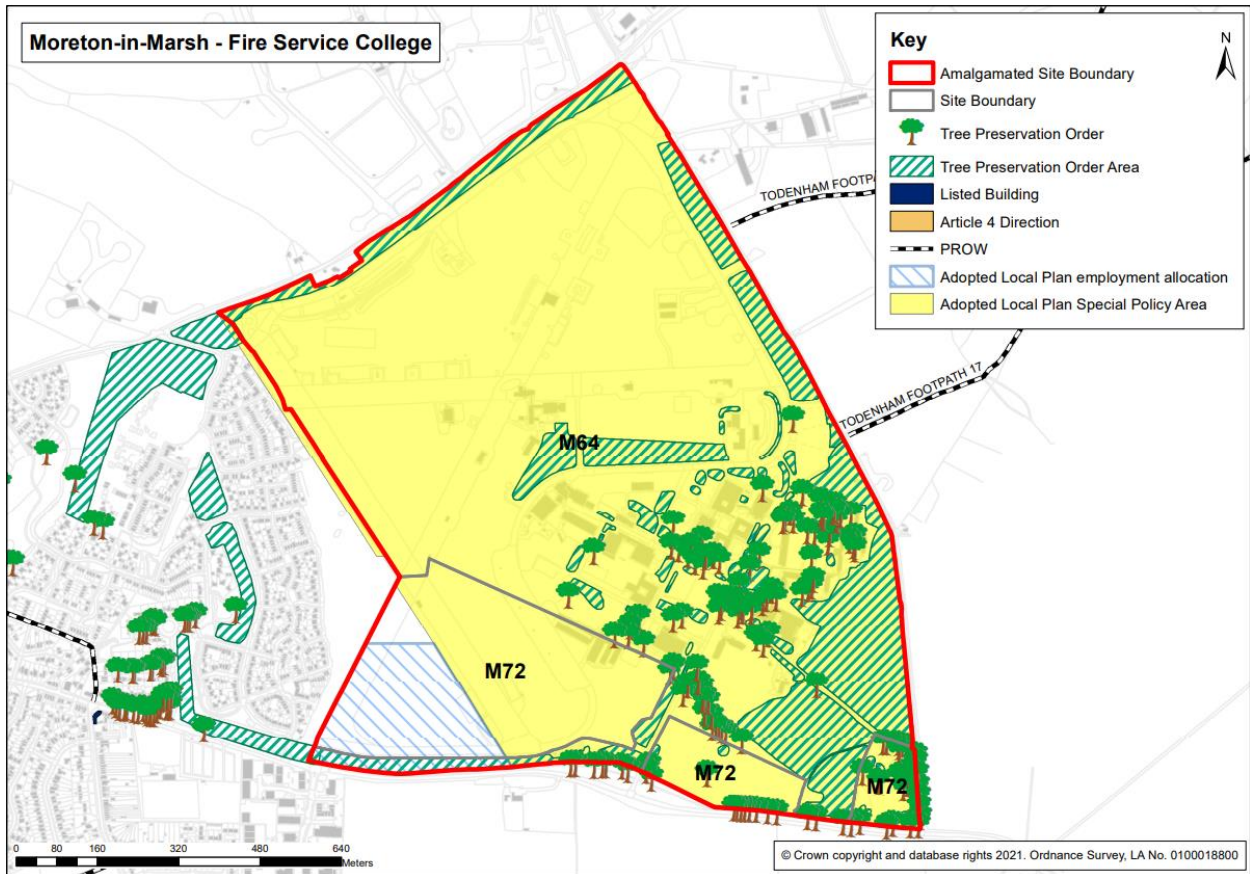 Moreton-in-Marsh - Fire Service College
Key
N
Amalgamated Site Boundary
Site Boundary
Tree Preservation Order
Tree Preservation Order Area
Listed Building
Article 4 Direction
PROW
Adopted Local Plan employment allocation
Adopted Local Plan Special Policy Area
TODENHAM FOOTPA
TODENHAM FOOTPATH 17
M64
M72
M72
M72
0 80 160 320 480 640
Meters
© Crown copyright and database rights 2021. Ordnance Survey, LA No. 0100018800